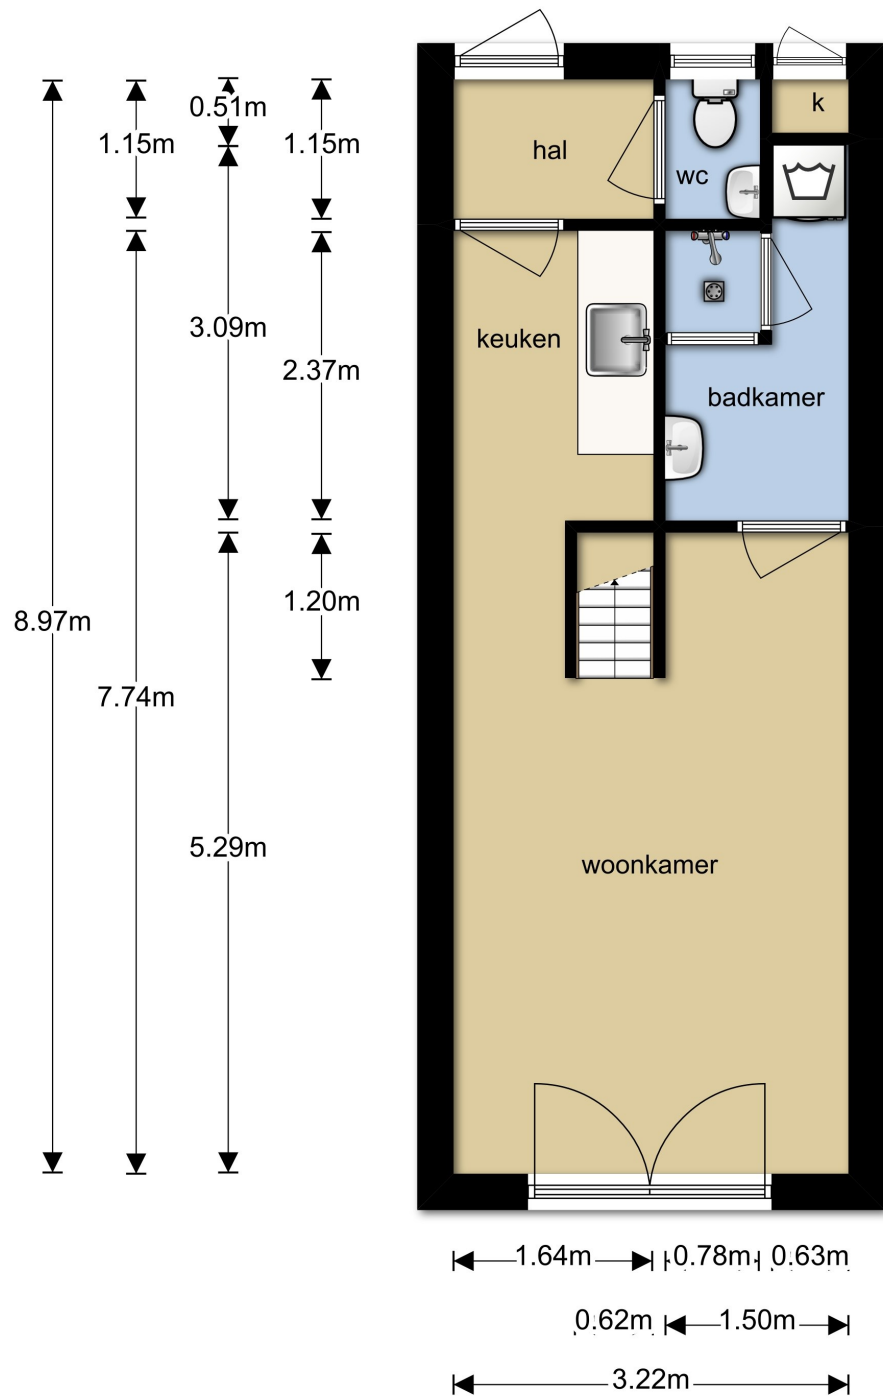 0.51m
1.15m
1.15m
k
hal
wc
3.09m
keuken
2.37m
badkamer
1.20m
8.97m
7.74m
5.29m
woonkamer
1.64m
0.78m
0.63m
0.62m
1.50m
3.22m